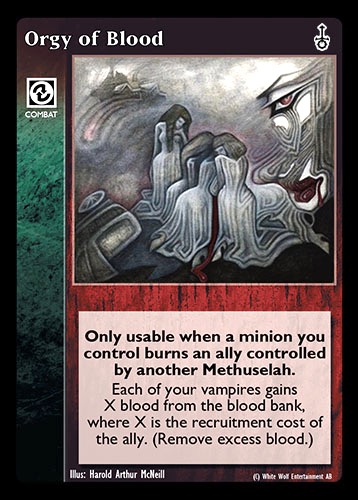 Orgy of Blood
COMBAT
Only usable when a minion you
control burns an ally controlled
by another Methuselah.
Each of your vampires gains
X blood from the blood bank,
where X is the recruitment cost of
the ally. (Remove excess blood.)
Illus: Harold Arthur McNeill
(C) White Wolf Entertainment AB